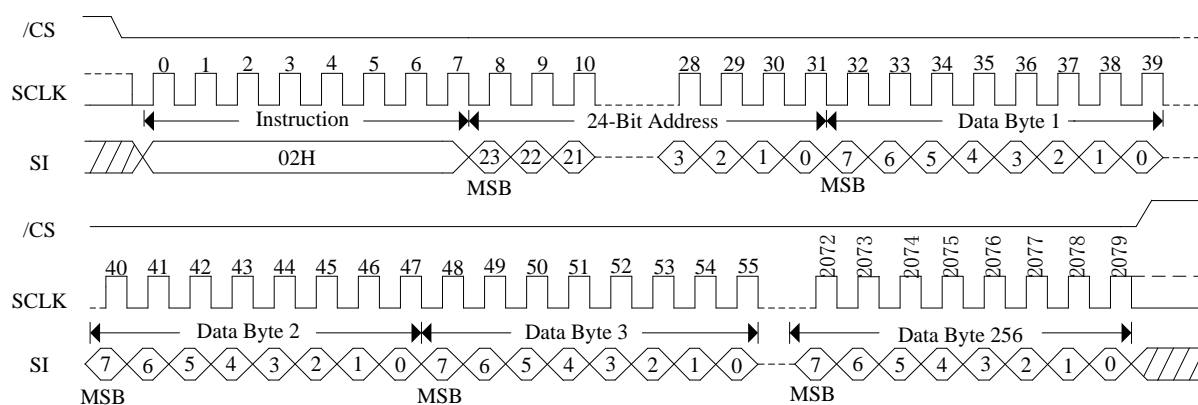 /CS
0 1 2 3 4 5 6 7 8 9 10 28 29 30 31 32 33 34 35 36 37 38 39
SCLK
Instruction 24-Bit Address Data Byte 1
SI 02H 23 22 21 3 2 1 0 7 6 5 4 3 2 1 0
MSB MSB
/CS
40 41 42 43 44 45 46 47 48 49 50 51 52 53 54 55 2072 2073 2074 2075 2076 2077 2078 2079
SCLK
Data Byte 2 Data Byte 3 Data Byte 256
SI 7 6 5 4 3 2 1 0 7 6 5 4 3 2 1 0 7 6 5 4 3 2 1 0
MSB MSB MSB